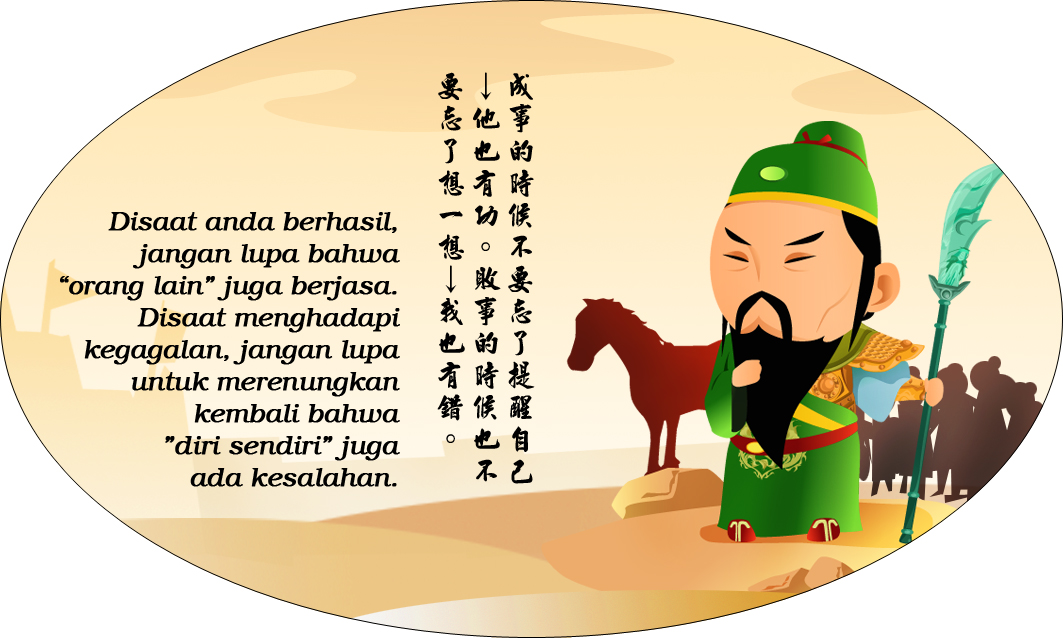 Disaat anda berhasil,
jangan lupa bahwa
“orang lain” juga berjasa.
Disaat menghadapi
kegagalan, jangan lupa
untuk merenungkan
kembali bahwa
”diri sendiri” juga
ada kesalahan.
成事的時候不要忘了提醒自己
↓他也有功。敗事的時候也不
要忘了想一想↓我也有錯。